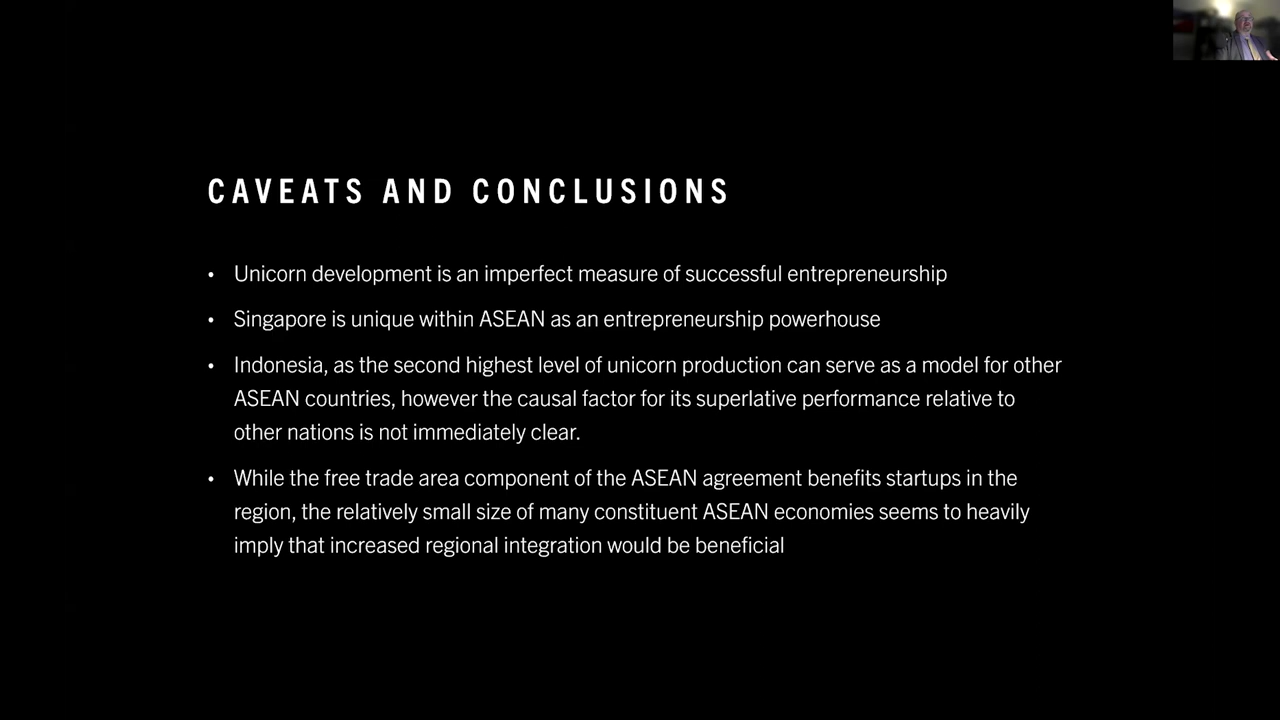 CAVEATS AND CONCLUSIONS
• Unicorn development is an imperfect measure of successful entrepreneurship
• Singapore is unique within ASEAN as an entrepreneurship powerhouse
• Indonesia, as the second highest level of unicorn production can serve as a model for other
ASEAN countries, however the causal factor for its superlative performance relative to
other nations is not immediately clear.
• While the free trade area component of the ASEAN agreement benefits startups in the
region, the relatively small size of many constituent ASEAN economies seems to heavily
imply that increased regional integration would be beneficial